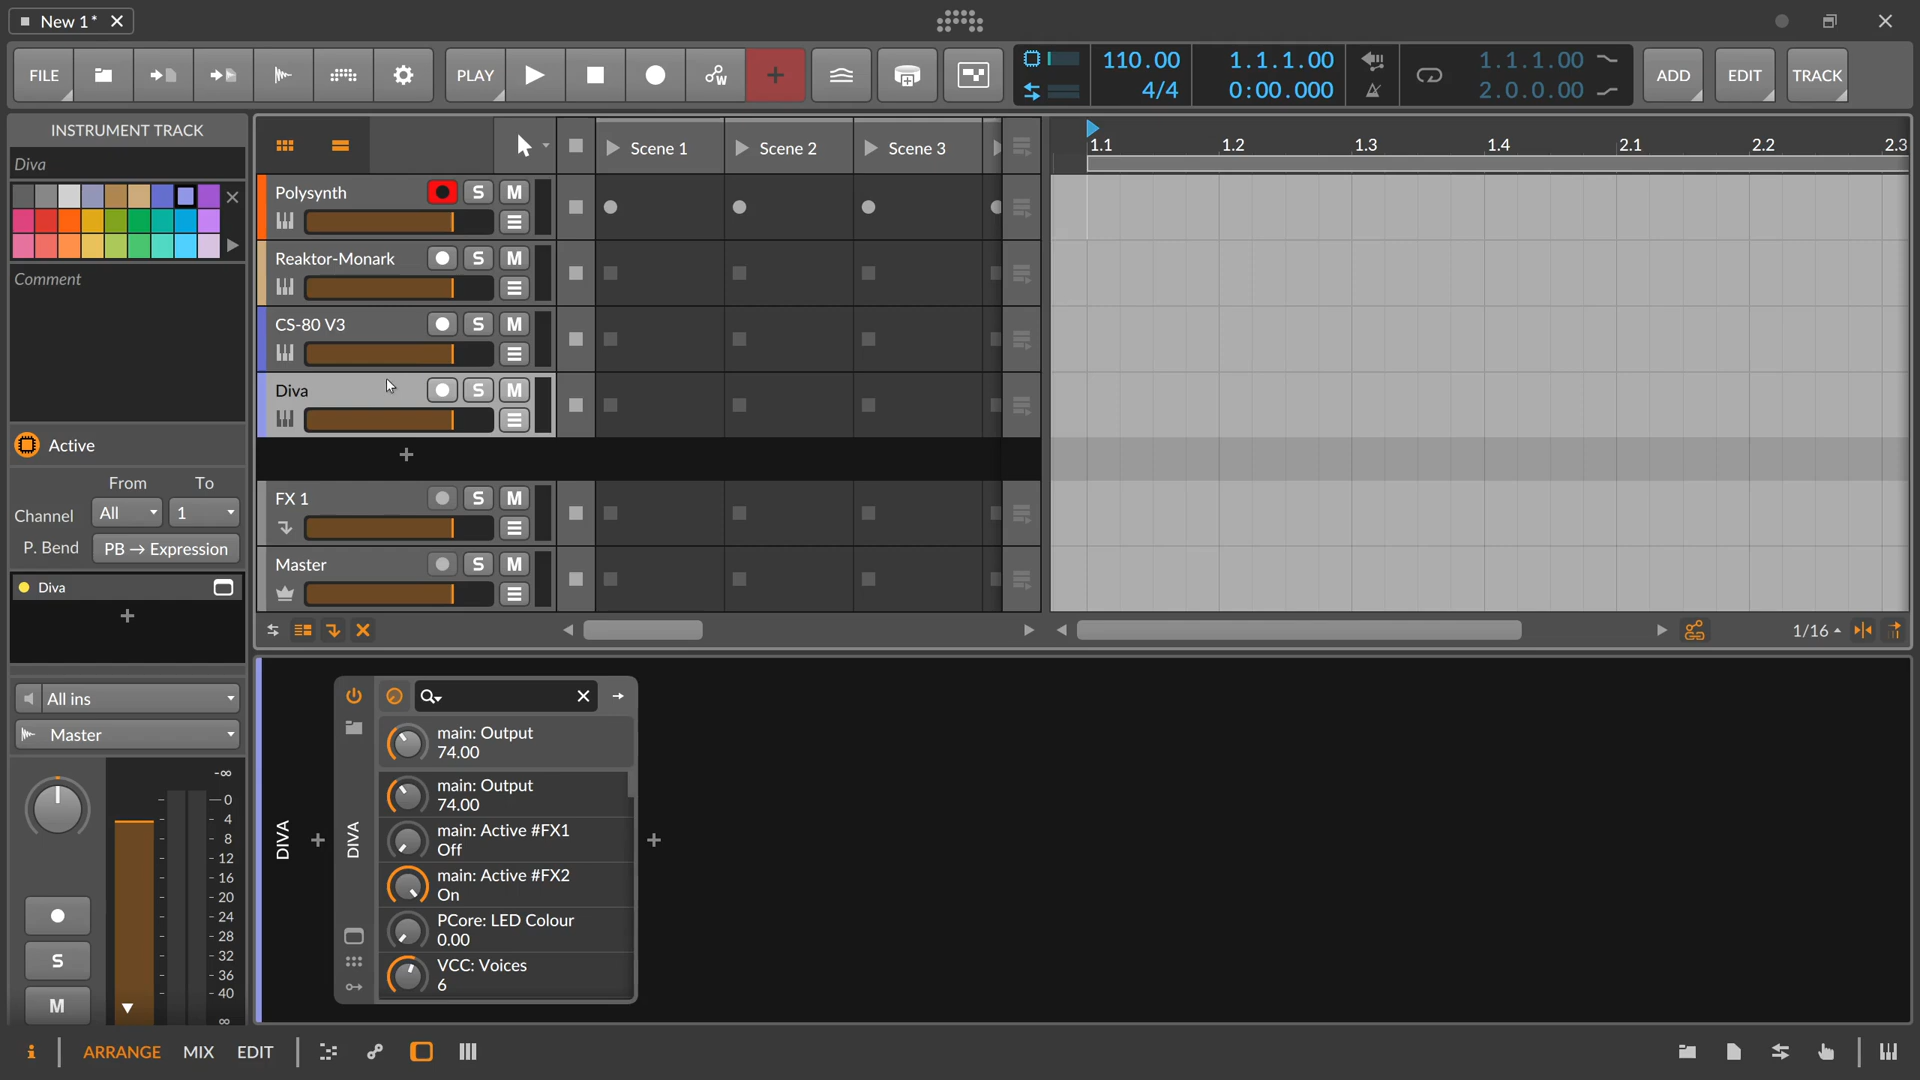 New 1*
FILE
PLAY
110.00
4/4
1.1.1.00
0:00.000
1.1.1.00
2.0.0.00
ADD
EDIT
TRACK
INSTRUMENT TRACK
Diva
Comment
Active
From To
Channel All 1
P. Bend PB → Expression
Diva
All ins
Master
-∞
0
4
8
12
16
20
24
28
32
36
40
∞
S
M
Scene 1
Scene 2
Scene 3
1.1
1.2
1.3
1.4
2.1
2.2
2.3
Polysynth S M
Reaktor-Monark S M
CS-80 V3 S M
Diva S M
FX 1 S M
Master S M
1/16
DIVA
DIVA
main: Output
74.00
main: Output
74.00
main: Active #FX1
Off
main: Active #FX2
On
PCore: LED Colour
0.00
VCC: Voices
6
i
ARRANGE
MIX
EDIT